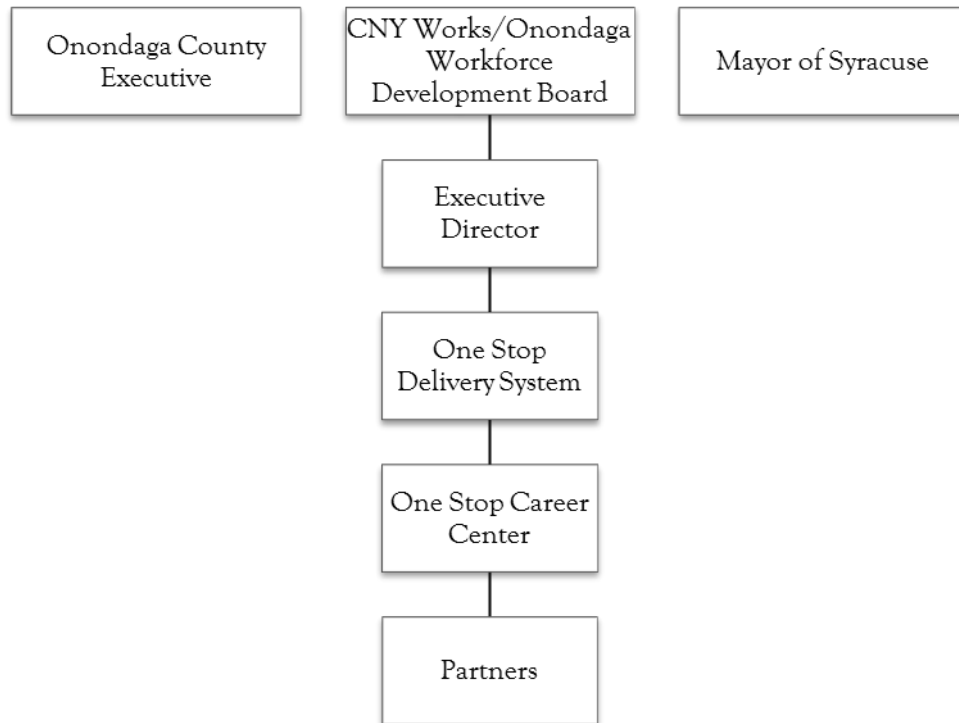 Onondaga County
Executive
CNY Works/Onondaga
Workforce
Development Board
Mayor of Syracuse
Executive
Director
One Stop
Delivery System
One Stop Career
Center
Partners